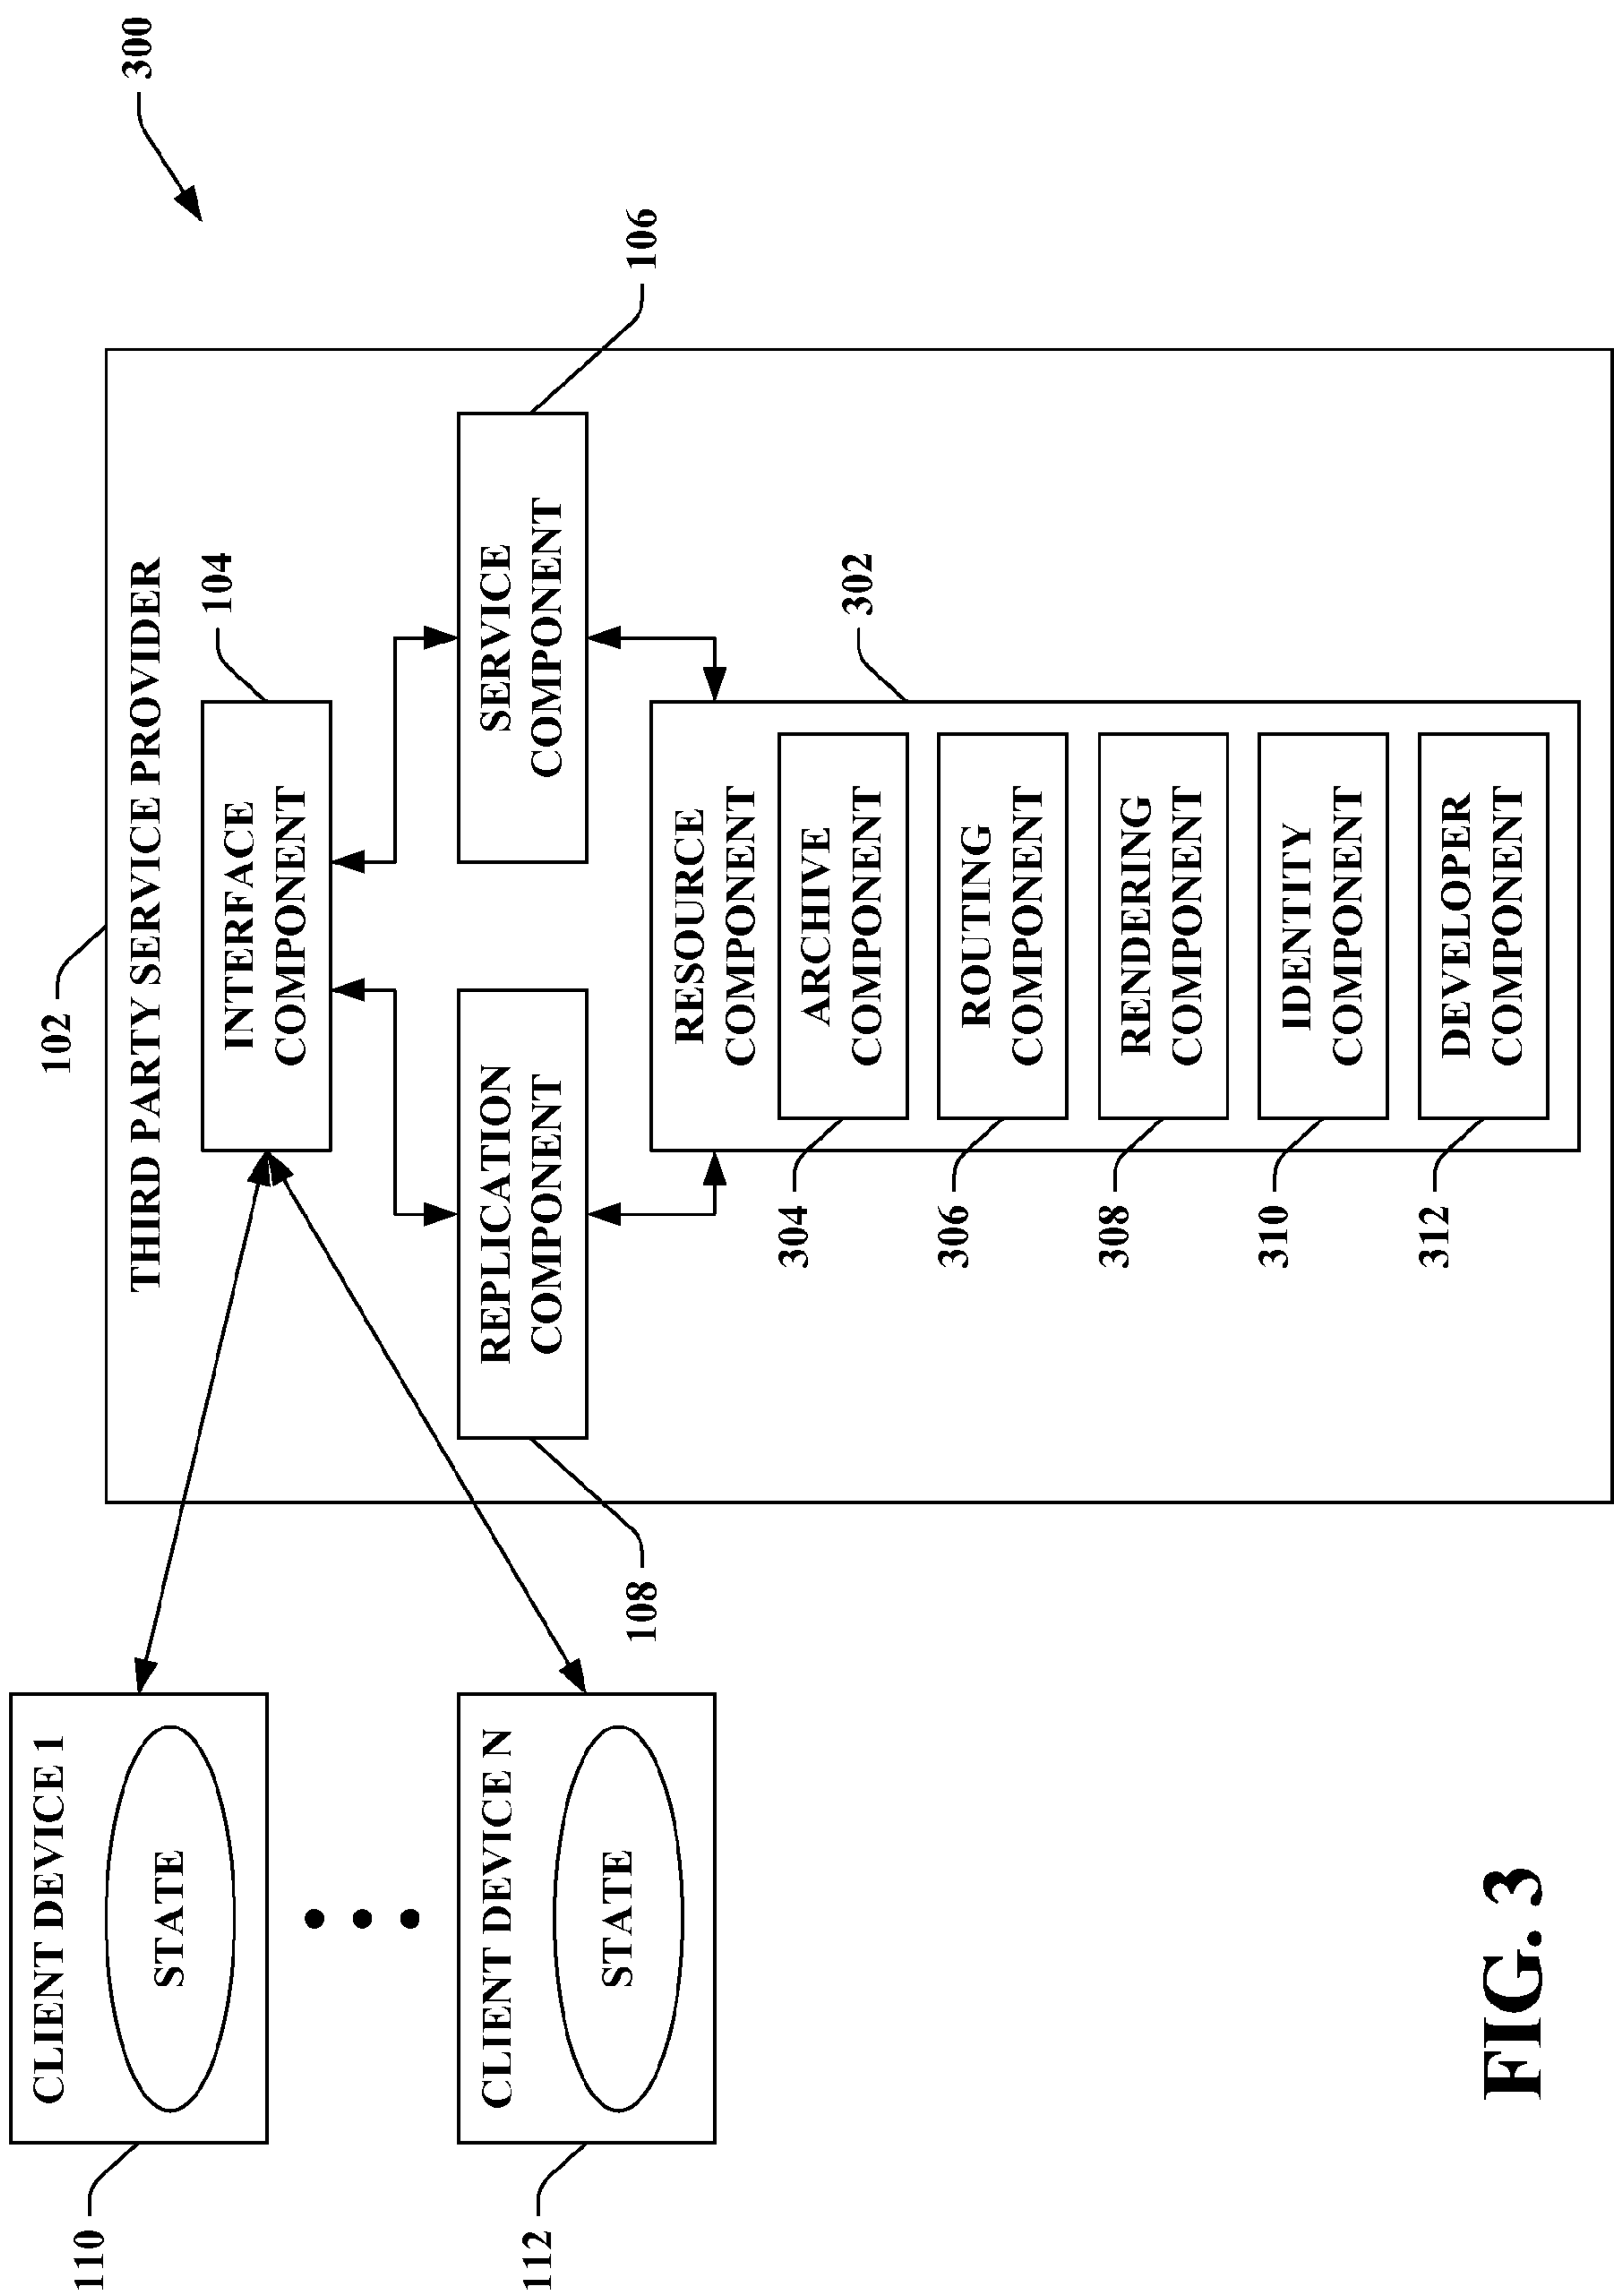 300
102
THIRD PARTY SERVICE PROVIDER
104
INTERFACE
COMPONENT
CLIENT DEVICE 1
STATE
110
CLIENT DEVICE N
STATE
112
REPLICATION
COMPONENT
108
SERVICE
COMPONENT
106
RESOURCE
COMPONENT
302
ARCHIVE
COMPONENT
304
ROUTING
COMPONENT
306
RENDERING
COMPONENT
308
IDENTITY
COMPONENT
310
DEVELOPER
COMPONENT
312
FIG. 3